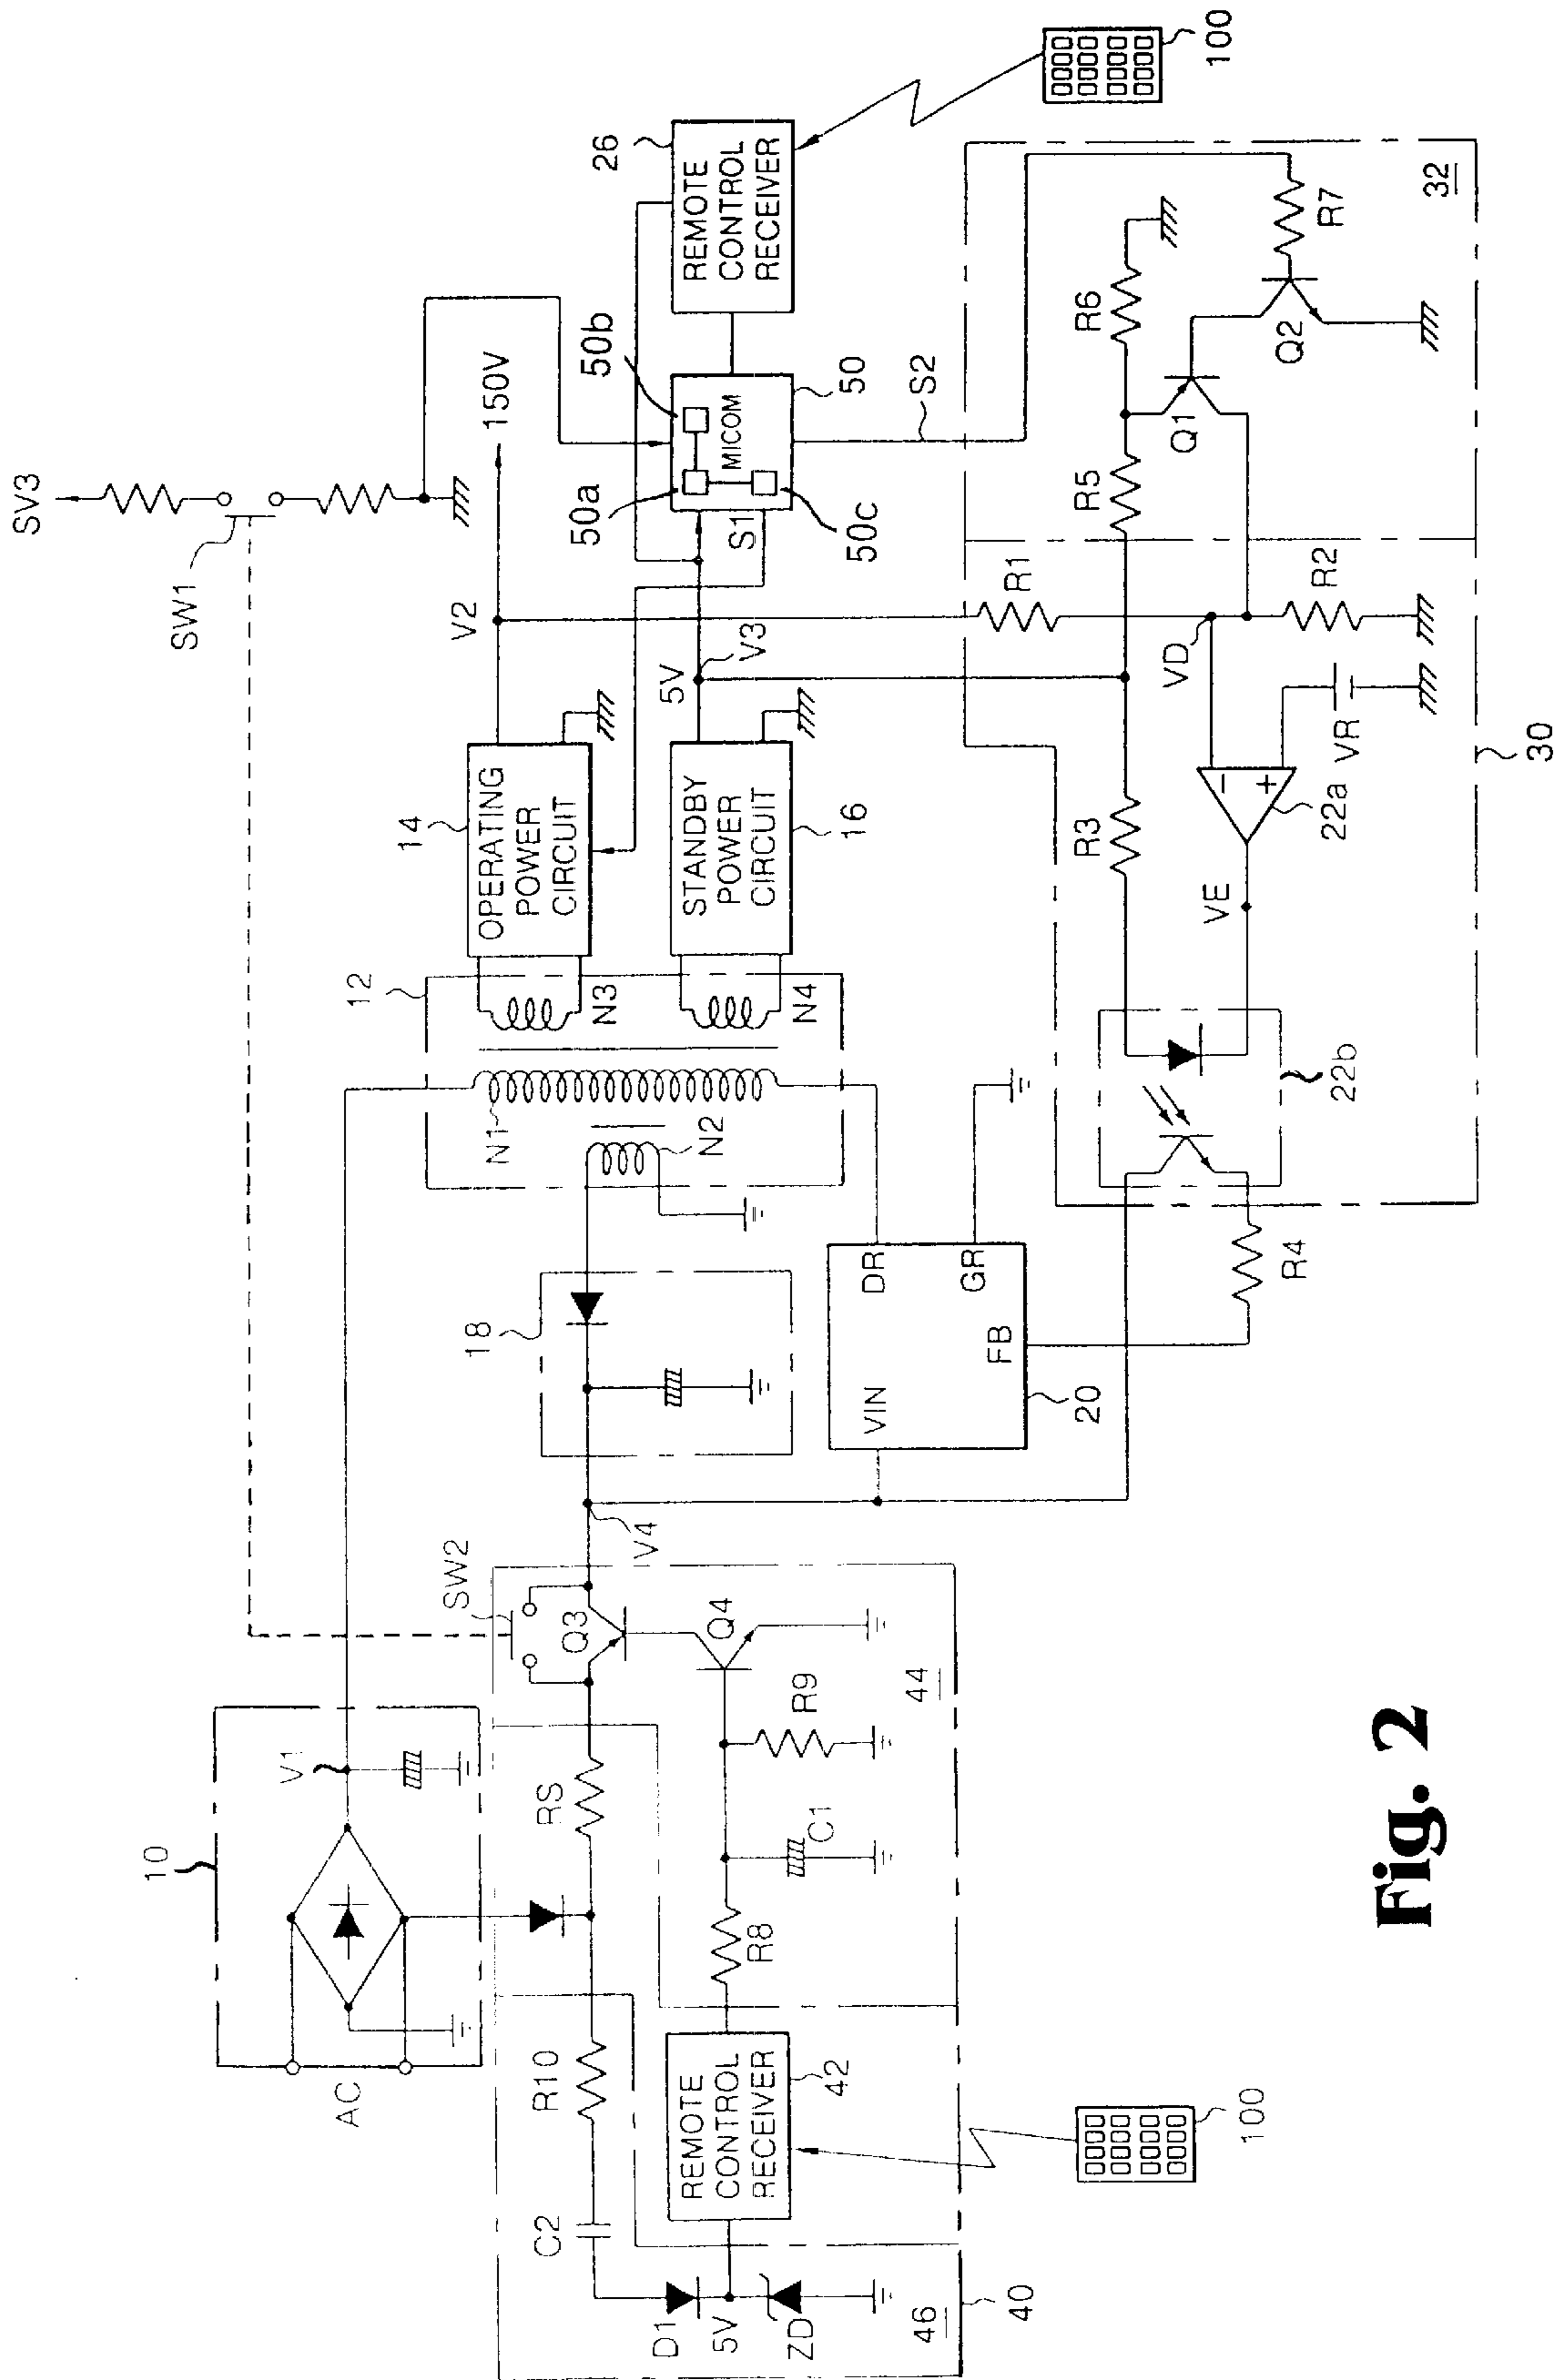 SV3
SW1
V2
150V
26
REMOTE
CONTROL
RECEIVER
100
50b
50a
MICOM
50
S1
50c
S2
14
OPERATING
POWER
CIRCUIT
5V
V3
STANDBY
POWER
CIRCUIT
16
12
N3
N4
N1
N2
R1
R5
R6
32
Q1
Q2
R7
VD
R2
VR
R3
22a
-
+
VE
30
22b
R4
18
DR
GR
VIN
FB
20
V4
SW2
Q3
Q4
44
R9
10
V1
AC
RS
C1
R8
R10
C2
REMOTE
CONTROL
RECEIVER
42
100
D1
5V
ZD
46
40
Fig. 2